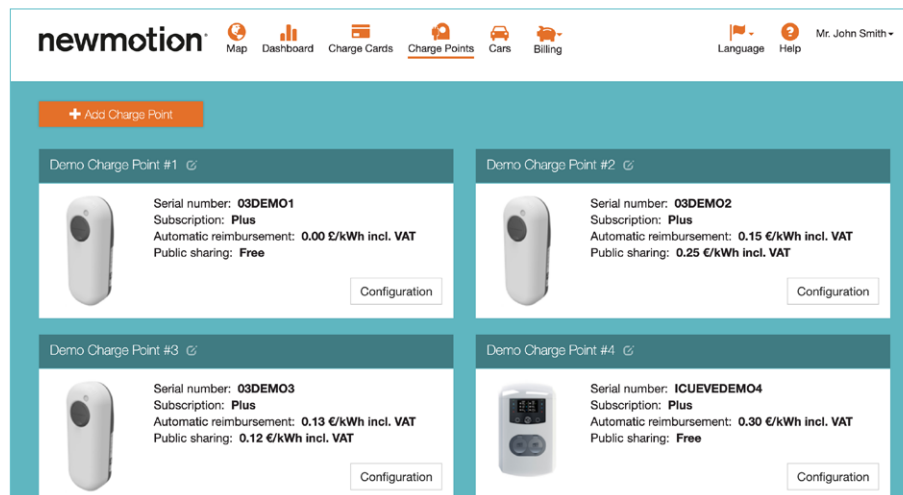 newmotion
Map Dashboard Charge Cards Charge Points Cars Billing Language Help Mr. John Smith
Add Charge Point
Demo Charge Point #1
Serial number: 03DEMO1
Subscription: Plus
Automatic reimbursement: 0.00 £/kWh incl. VAT
Public sharing: Free
Configuration
Demo Charge Point #2
Serial number: 03DEMO2
Subscription: Plus
Automatic reimbursement: 0.15 €/kWh incl. VAT
Public sharing: 0.25 €/kWh incl. VAT
Configuration
Demo Charge Point #3
Serial number: 03DEMO3
Subscription: Plus
Automatic reimbursement: 0.13 €/kWh incl. VAT
Public sharing: 0.12 €/kWh incl. VAT
Configuration
Demo Charge Point #4
Serial number: ICUEVEDEMO4
Subscription: Plus
Automatic reimbursement: 0.30 €/kWh incl. VAT
Public sharing: Free
Configuration